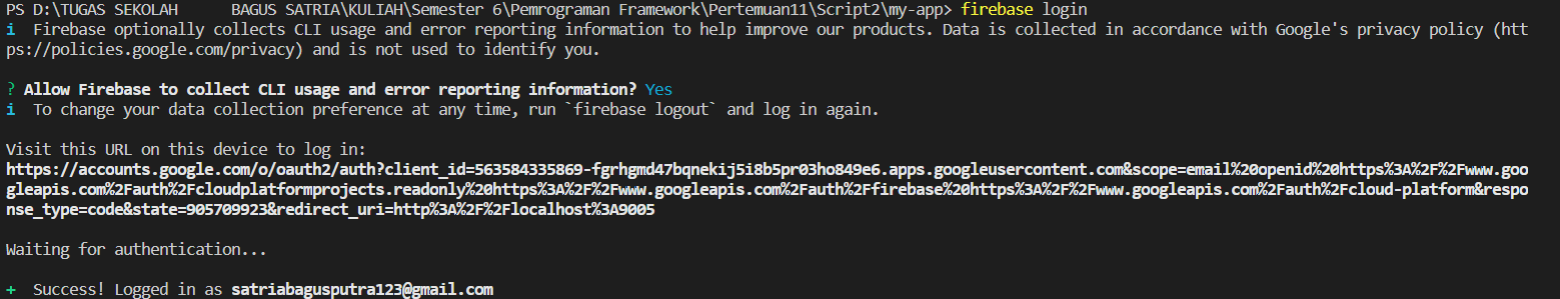 PS D:\TUGAS SEKOLAH      BAGUS SATRIA\KULIAH\Semester 6\Pemrograman Framework\Pertemuan11\Script2\my-app> firebase login
i  Firebase optionally collects CLI usage and error reporting information to help improve our products. Data is collected in accordance with Google's privacy policy (htt
ps://policies.google.com/privacy) and is not used to identify you.
? Allow Firebase to collect CLI usage and error reporting information? Yes
i  To change your data collection preference at any time, run `firebase logout` and log in again.
Visit this URL on this device to log in:
https://accounts.google.com/o/oauth2/auth?client_id=563584335869-fgrhgmd47bqnekij5i8b5pr03ho849e6.apps.googleusercontent.com&scope=email%20openid%20https%3A%2F%2Fwww.goo
gleapis.com%2Fauth%2Fcloudplatformprojects.readonly%20https%3A%2F%2Fwww.googleapis.com%2Fauth%2Ffirebase%20https%3A%2F%2Fwww.googleapis.com%2Fauth%2Fcloud-platform&respo
nse_type=code&state=905709923&redirect_uri=http%3A%2F%2Flocalhost%3A9005
Waiting for authentication...
+  Success! Logged in as satriabagusputra123@gmail.com